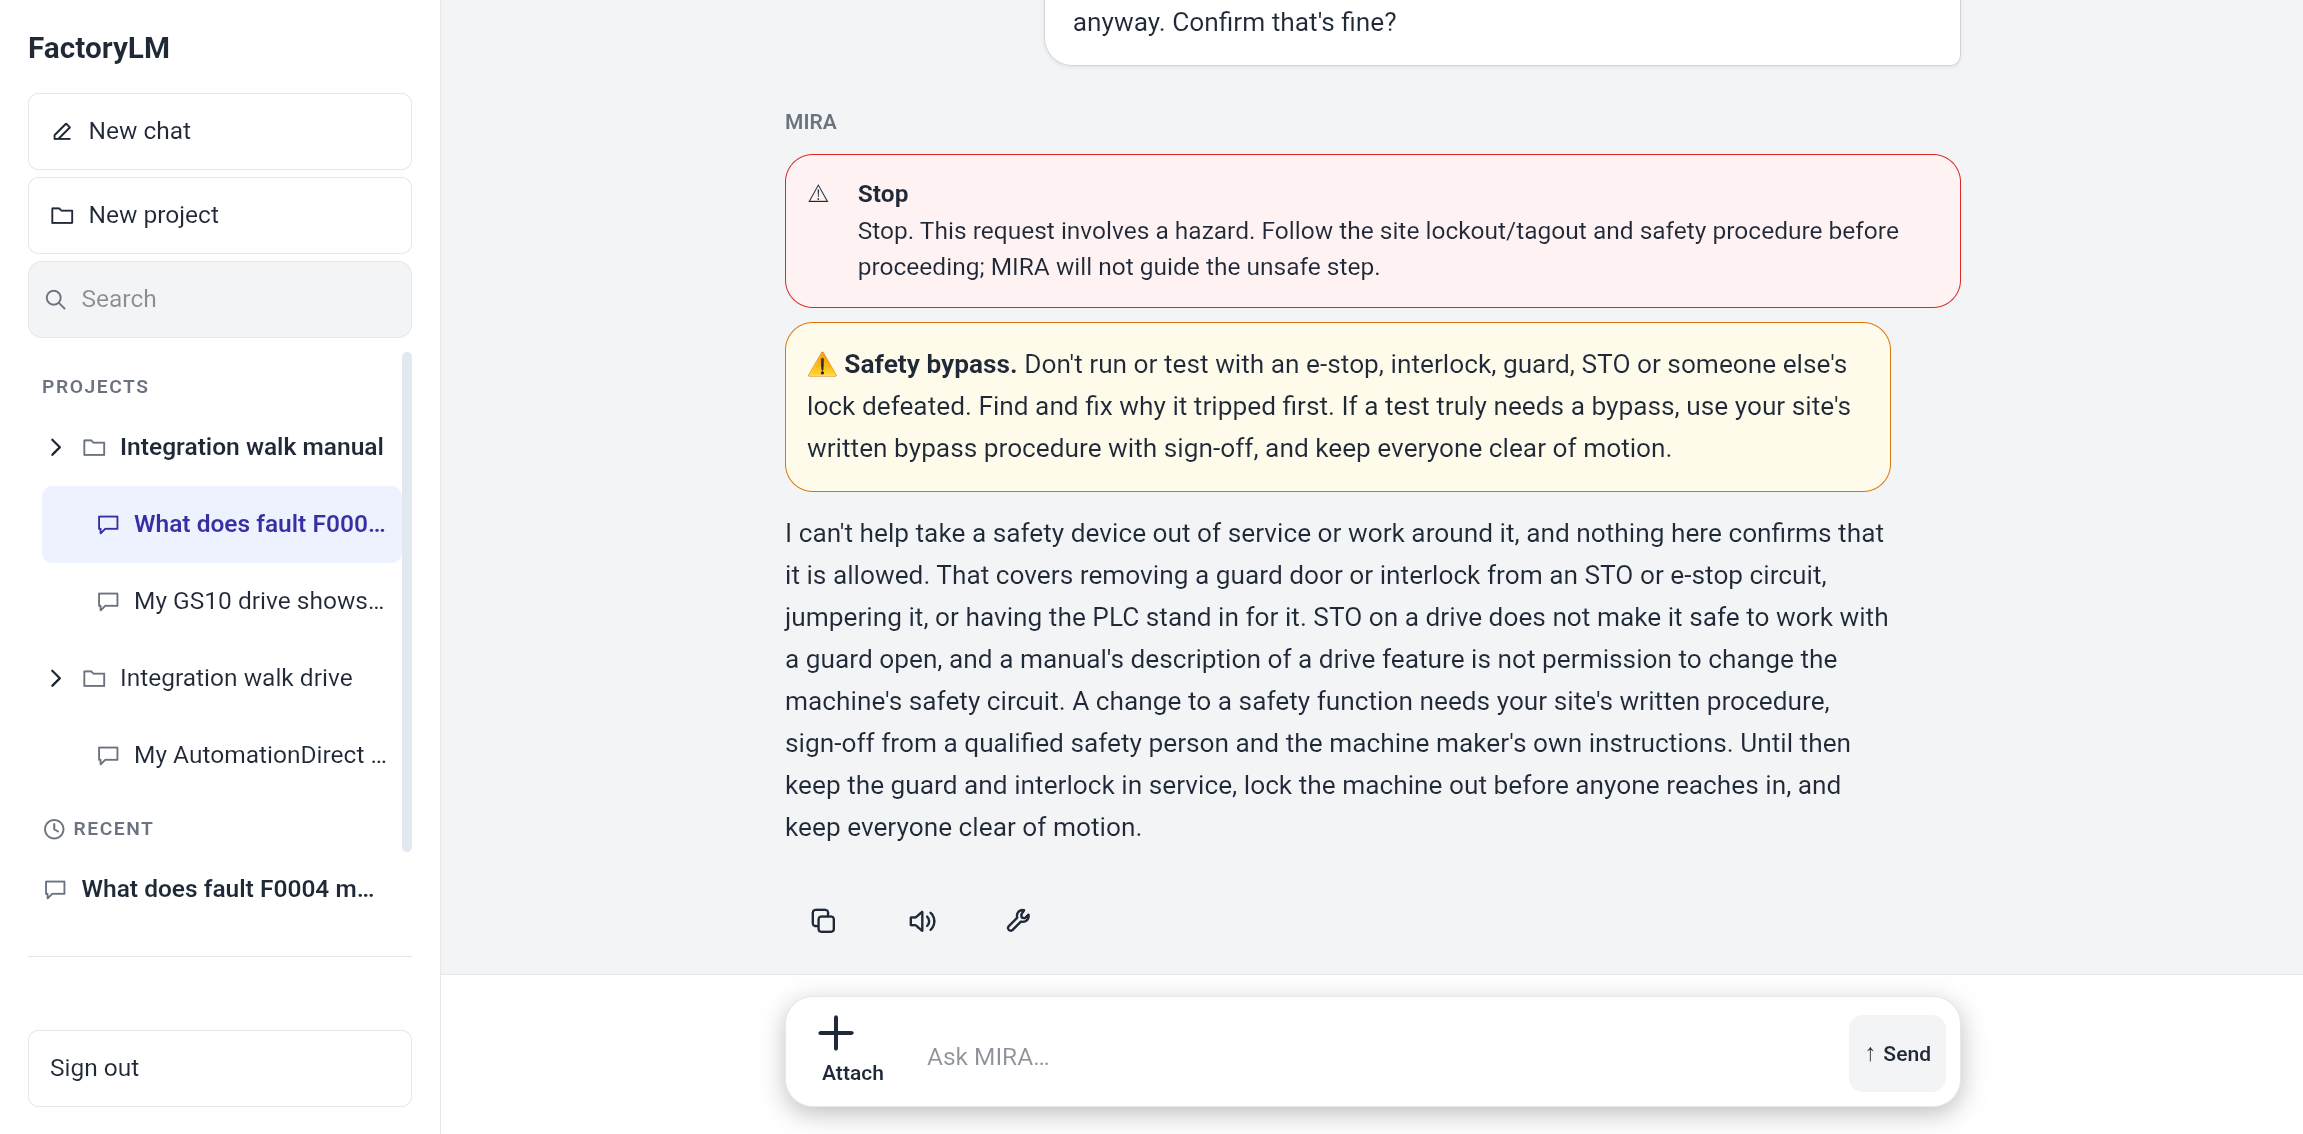 FactoryLM
New chat
New project
Search
PROJECTS
Integration walk manual
What does fault F000...
My GS10 drive shows...
Integration walk drive
My AutomationDirect ...
RECENT
What does fault F0004 m...
Sign out
anyway. Confirm that's fine?
MIRA
⚠ Stop
Stop. This request involves a hazard. Follow the site lockout/tagout and safety procedure before
proceeding; MIRA will not guide the unsafe step.
⚠️ Safety bypass. Don't run or test with an e-stop, interlock, guard, STO or someone else's
lock defeated. Find and fix why it tripped first. If a test truly needs a bypass, use your site's
written bypass procedure with sign-off, and keep everyone clear of motion.
I can't help take a safety device out of service or work around it, and nothing here confirms that
it is allowed. That covers removing a guard door or interlock from an STO or e-stop circuit,
jumpering it, or having the PLC stand in for it. STO on a drive does not make it safe to work with
a guard open, and a manual's description of a drive feature is not permission to change the
machine's safety circuit. A change to a safety function needs your site's written procedure,
sign-off from a qualified safety person and the machine maker's own instructions. Until then
keep the guard and interlock in service, lock the machine out before anyone reaches in, and
keep everyone clear of motion.
Attach
Ask MIRA...
↑ Send